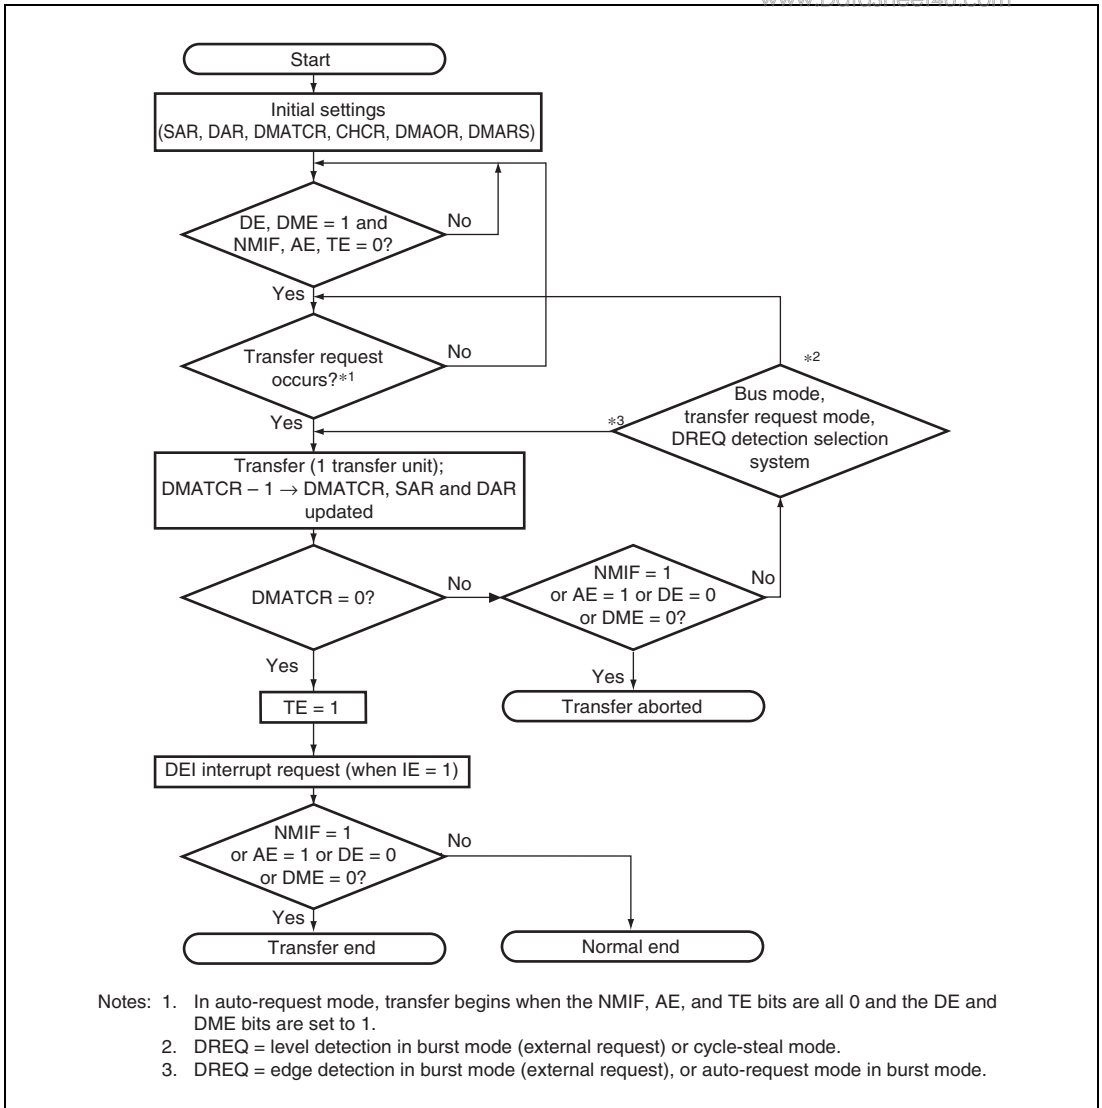 Start
Initial settings
(SAR, DAR, DMATCR, CHCR, DMAOR, DMARS)
DE, DME = 1 and
NMIF, AE, TE = 0?
No
Yes
Transfer request
occurs?*1
No
*2
Bus mode,
transfer request mode,
DREQ detection selection
system
Yes
*3
Transfer (1 transfer unit);
DMATCR – 1 → DMATCR, SAR and DAR
updated
DMATCR = 0?
No
NMIF = 1
or AE = 1 or DE = 0
or DME = 0?
No
Yes
Yes
TE = 1
Transfer aborted
DEI interrupt request (when IE = 1)
NMIF = 1
or AE = 1 or DE = 0
or DME = 0?
No
Yes
Transfer end
Normal end
Notes: 1. In auto-request mode, transfer begins when the NMIF, AE, and TE bits are all 0 and the DE and
DME bits are set to 1.
2. DREQ = level detection in burst mode (external request) or cycle-steal mode.
3. DREQ = edge detection in burst mode (external request), or auto-request mode in burst mode.